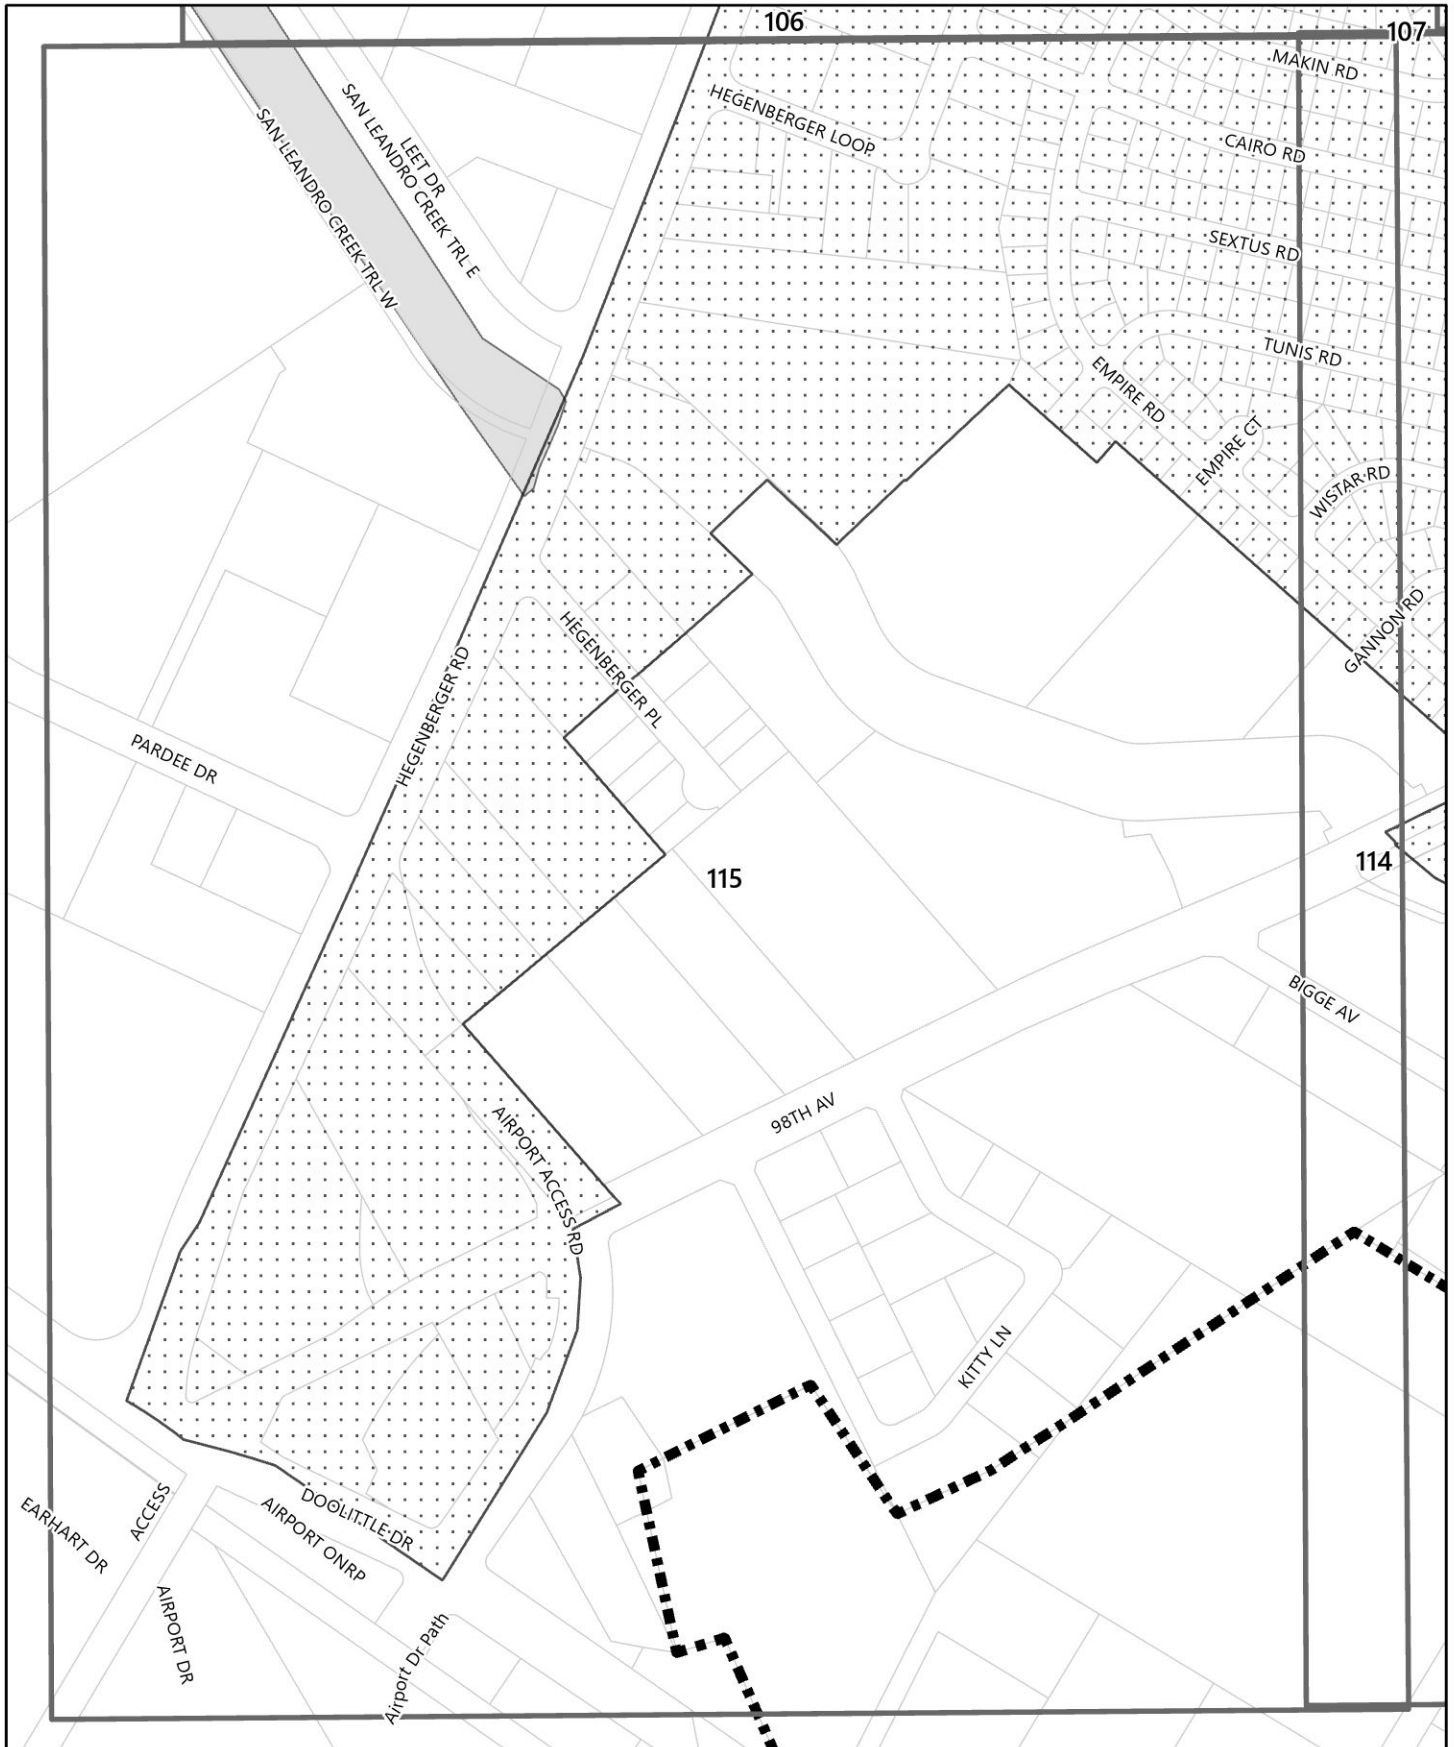 106
107
MAKIN RD
HEGENBERGER LOOP
SAN LEANDRO CREEK TRL W
SAN LEANDRO CREEK TRL E
LEET DR
CAIRO RD
SEXTUS RD
TUNIS RD
EMPIRE RD
EMPIRE CT
WISTAR RD
GANNON RD
HEGENBERGER PL
HEGENBERGER RD
PARDEE DR
115
114
BIGGE AV
98TH AV
AIRPORT ACCESS RD
KITTY LN
EARHART DR
ACCESS
DOOLITTLE DR
AIRPORT ONRP
AIRPORT DR
Airport Dr Path